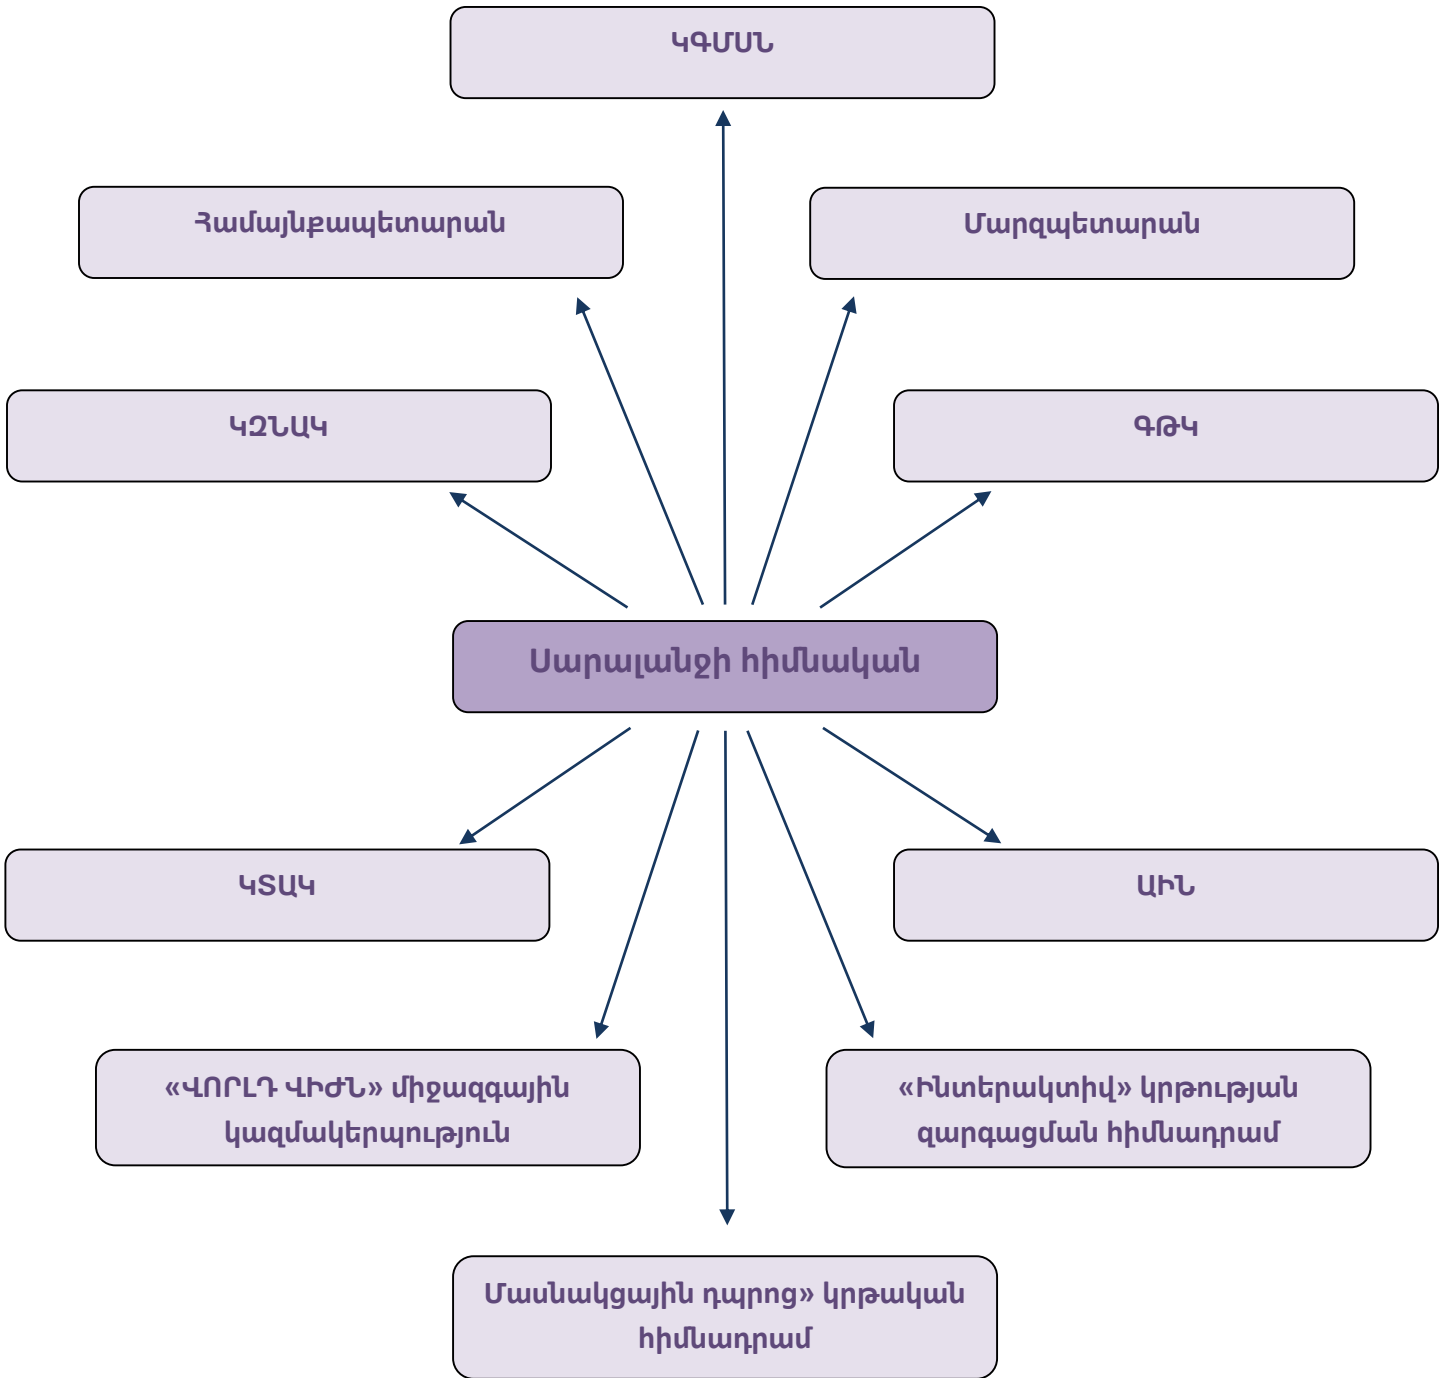 ԿԳՄՍՆ
Համայնքապետարան
Մարզպետարան
ԿԶՆԱԿ
ԳԹԿ
Սարալանջի հիմնական
ԿՏԱԿ
ԱԻՆ
«ՎՈՐԼԴ ՎԻԺՆ» միջազգային
կազմակերպություն
«Ինտերակտիվ» կրթության
զարգացման հիմնադրամ
Մասնակցային դպրոց» կրթական
հիմնադրամ